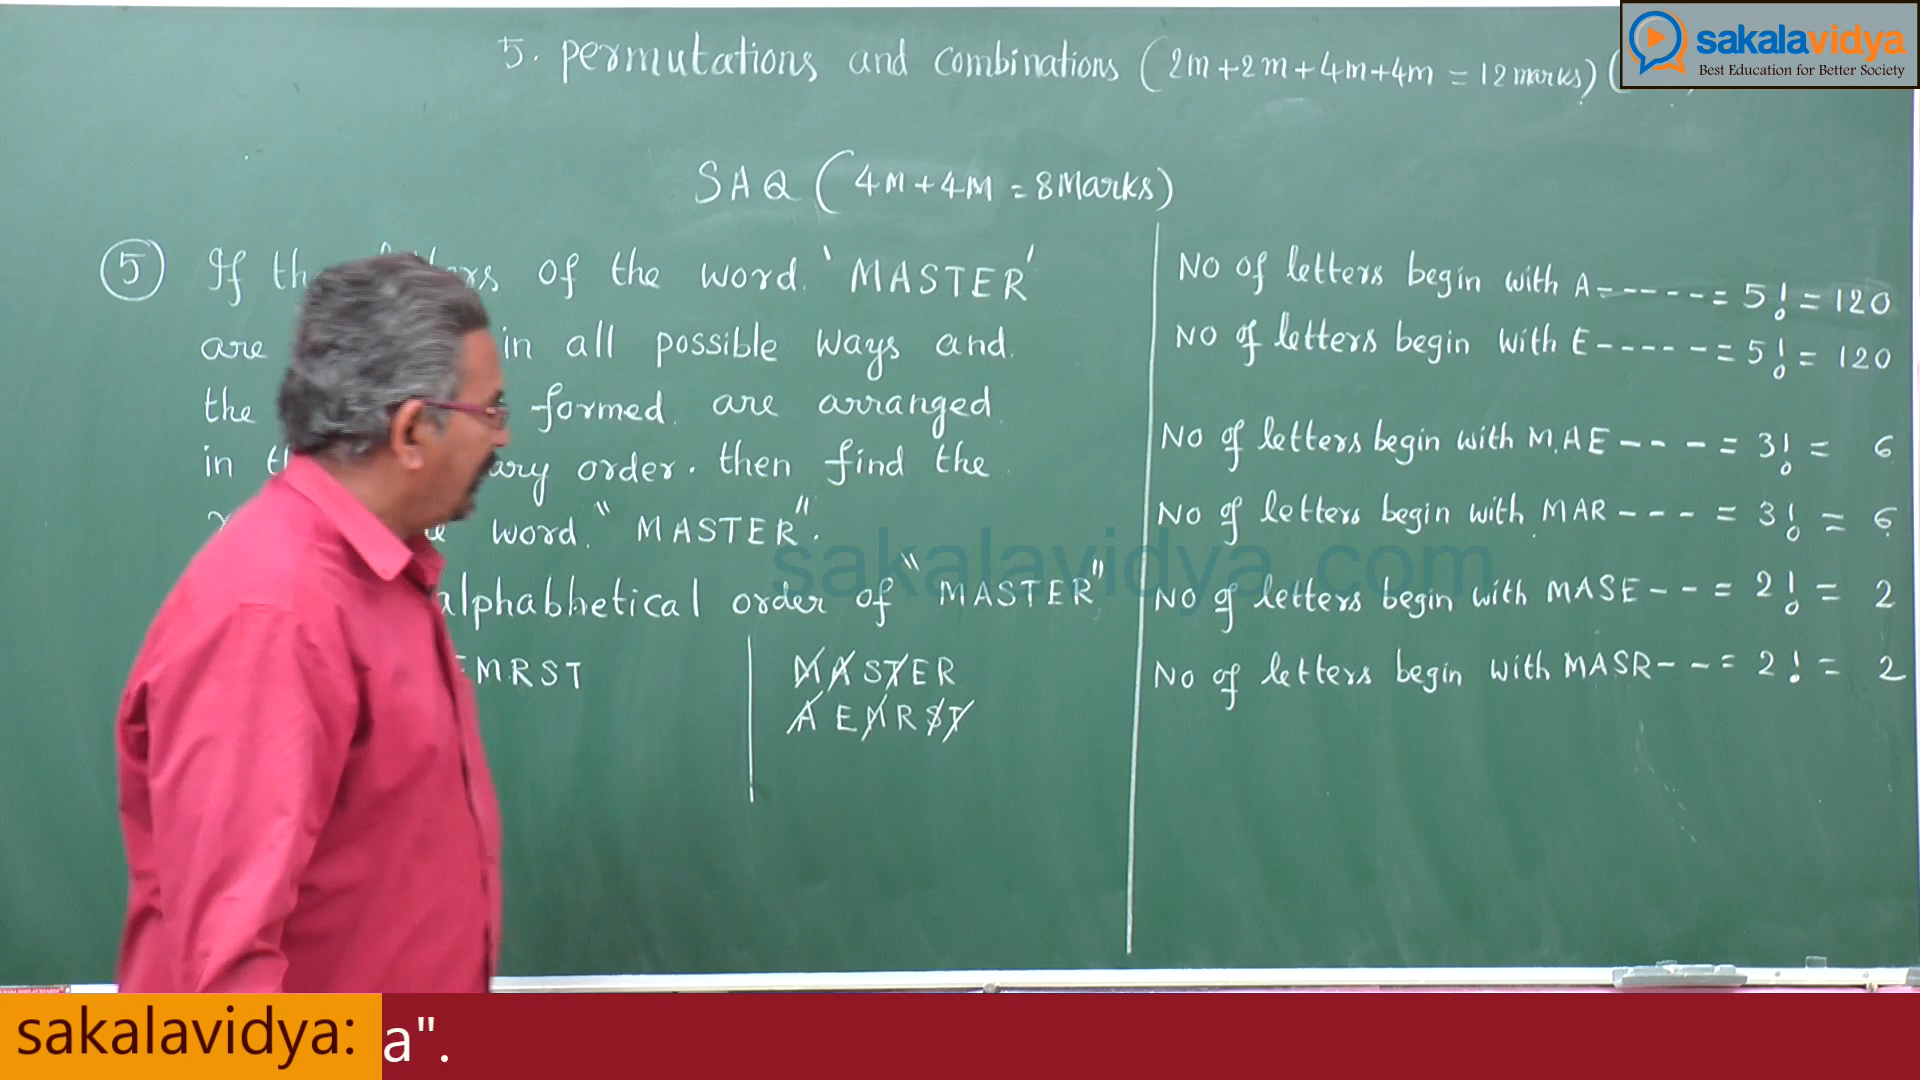 5. permutations and combinations (2m+2m+4m+4m = 12 marks) (
sakalavidya
Best Education for Better Society
SAQ (4M+4M = 8Marks)
5 If of the word 'MASTER'
are in all possible ways and
the formed are arranged
in order. then find the
word "MASTER".
alphabhetical order of "MASTER"
EMRST
MASTER
AEMRST
No of letters begin with A----- = 5! = 120
No of letters begin with E----- = 5! = 120
No of letters begin with M.AE--- = 3! = 6
No of letters begin with MAR--- = 3! = 6
No of letters begin with MASE-- = 2! = 2
No of letters begin with MASR-- = 2! = 2
sakalavidya.com
sakalavidya: a".